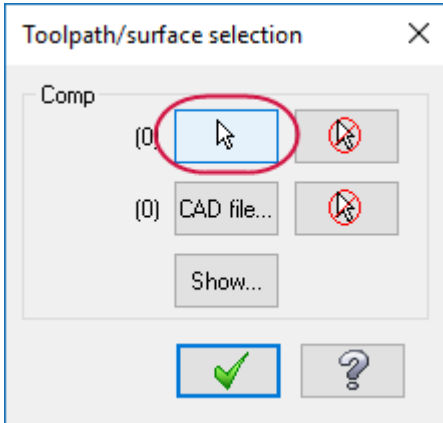 Toolpath/surface selection
Comp
(0)
(0) CAD file...
Show...